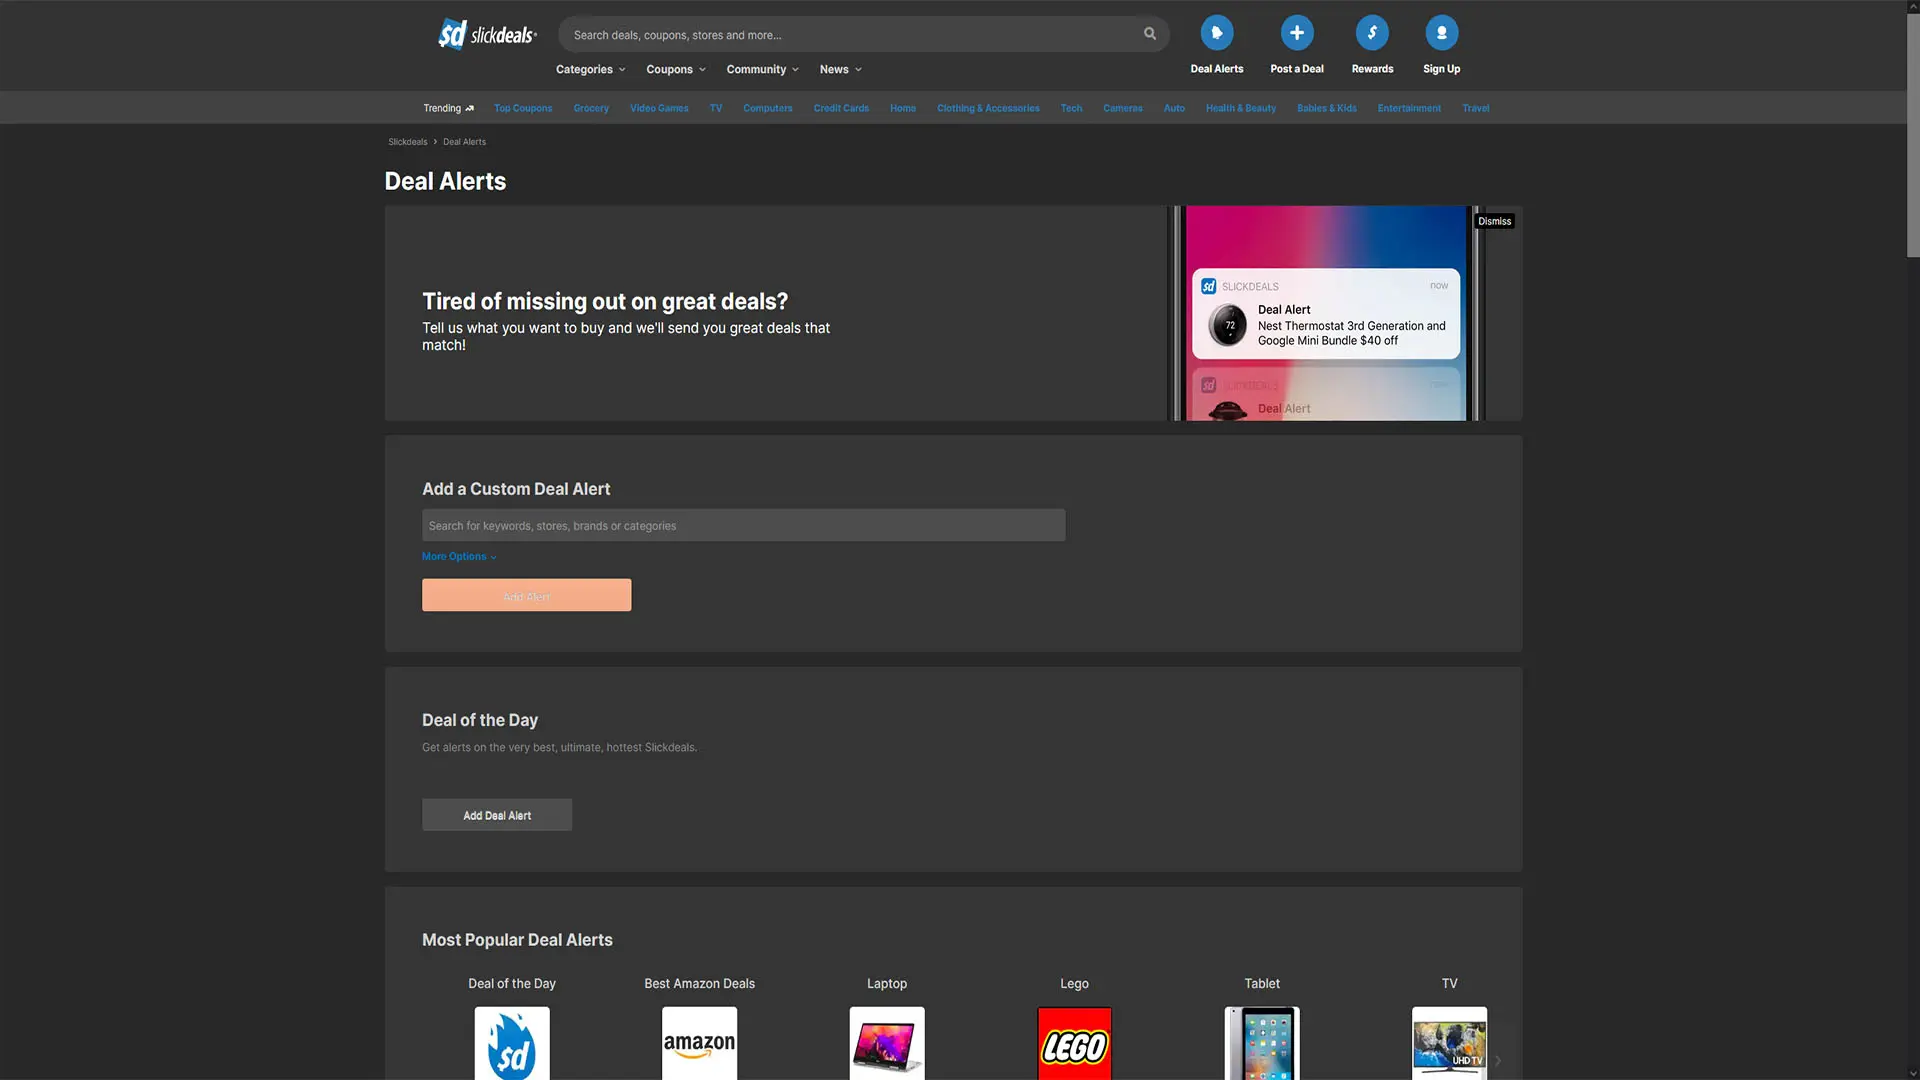 $d slickdeals
Search deals, coupons, stores and more...
Deal Alerts
Post a Deal
Rewards
Sign Up
Categories
Coupons
Community
News
Trending
Top Coupons
Grocery
Video Games
TV
Computers
Credit Cards
Home
Clothing & Accessories
Tech
Cameras
Auto
Health & Beauty
Babies & Kids
Entertainment
Travel
Slickdeals › Deal Alerts
Deal Alerts
Dismiss
Tired of missing out on great deals?
Tell us what you want to buy and we'll send you great deals that
match!
sd SLICKDEALS now
Deal Alert
72
Nest Thermostat 3rd Generation and
Google Mini Bundle $40 off
sd SLICKDEALS now
Deal Alert
Add a Custom Deal Alert
Search for keywords, stores, brands or categories
More Options
Add Alert
Deal of the Day
Get alerts on the very best, ultimate, hottest Slickdeals.
Add Deal Alert
Most Popular Deal Alerts
Deal of the Day
Best Amazon Deals
Laptop
Lego
Tablet
TV
$d
amazon
LEGO
UHD TV